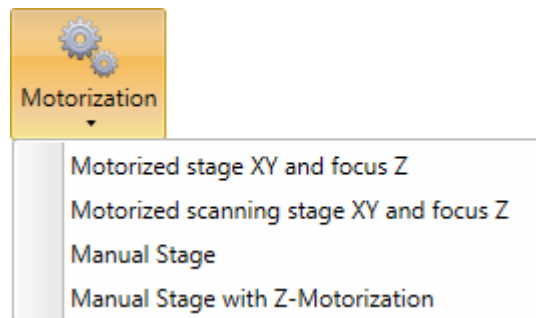 Motorization
Motorized stage XY and focus Z
Motorized scanning stage XY and focus Z
Manual Stage
Manual Stage with Z-Motorization